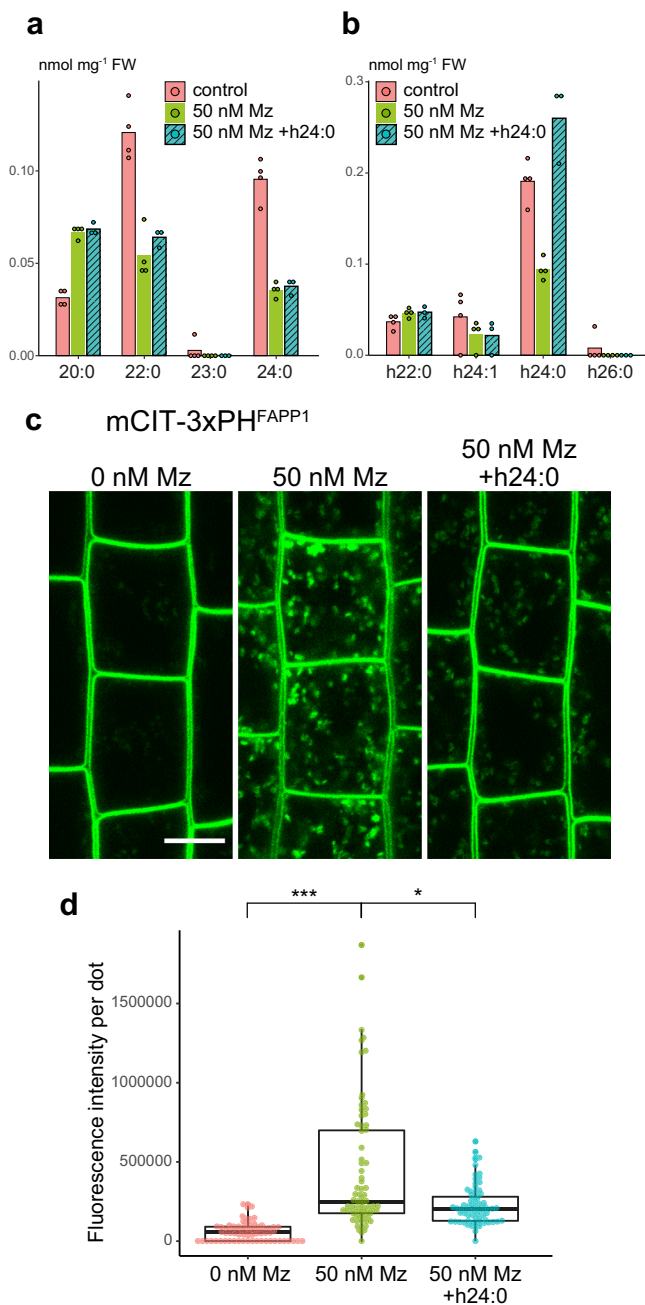 a
nmol mg⁻¹ FW
control
50 nM Mz
50 nM Mz +h24:0
0.10
0.05
0.00
20:0 22:0 23:0 24:0
b
nmol mg⁻¹ FW
0.3
control
50 nM Mz
50 nM Mz +h24:0
0.2
0.1
0.0
h22:0 h24:1 h24:0 h26:0
c
mCIT-3xPHFAPP1
0 nM Mz
50 nM Mz
50 nM Mz
+h24:0
d
*** *
Fluorescence intensity per dot
1500000
1000000
500000
0
0 nM Mz
50 nM Mz
50 nM Mz
+h24:0